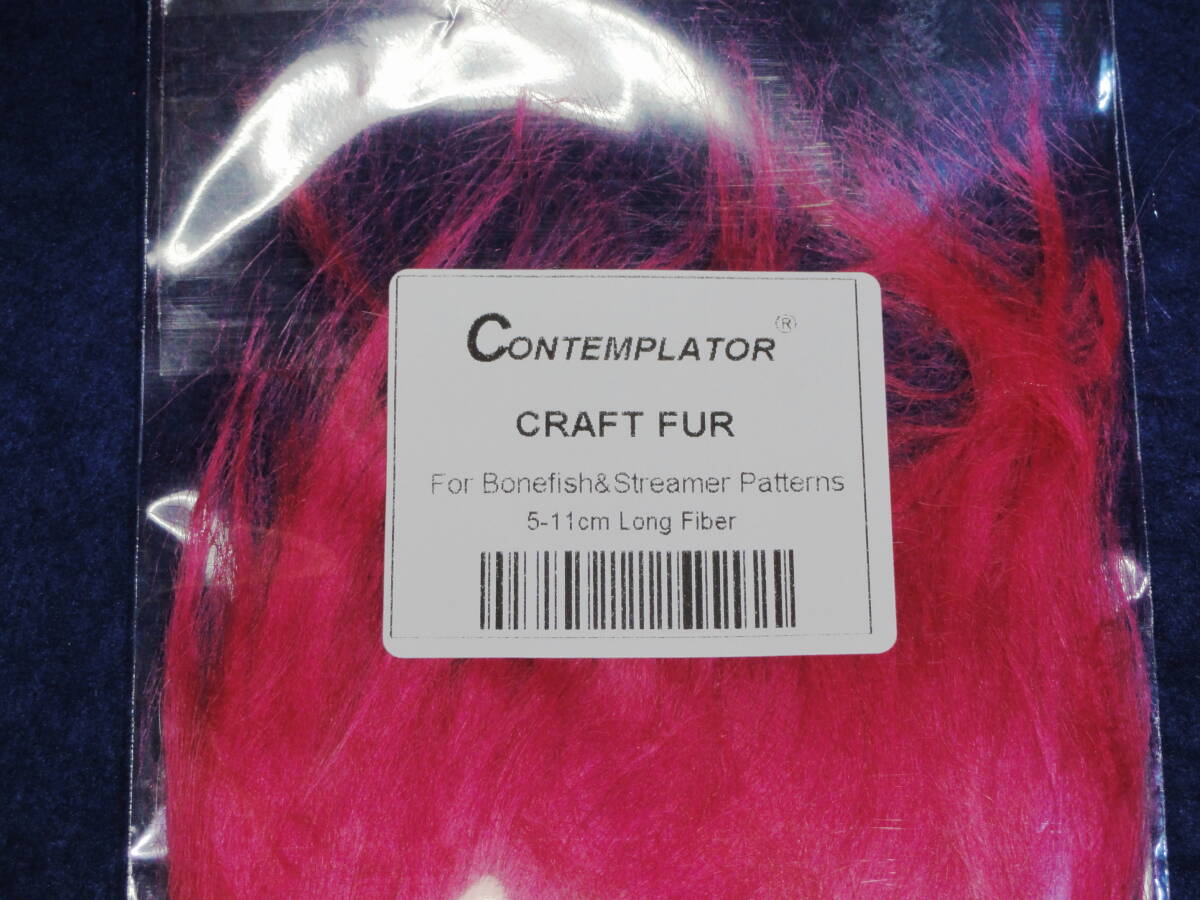 CONTEMPLATOR ®
CRAFT FUR
For Bonefish&Streamer Patterns
5-11cm Long Fiber